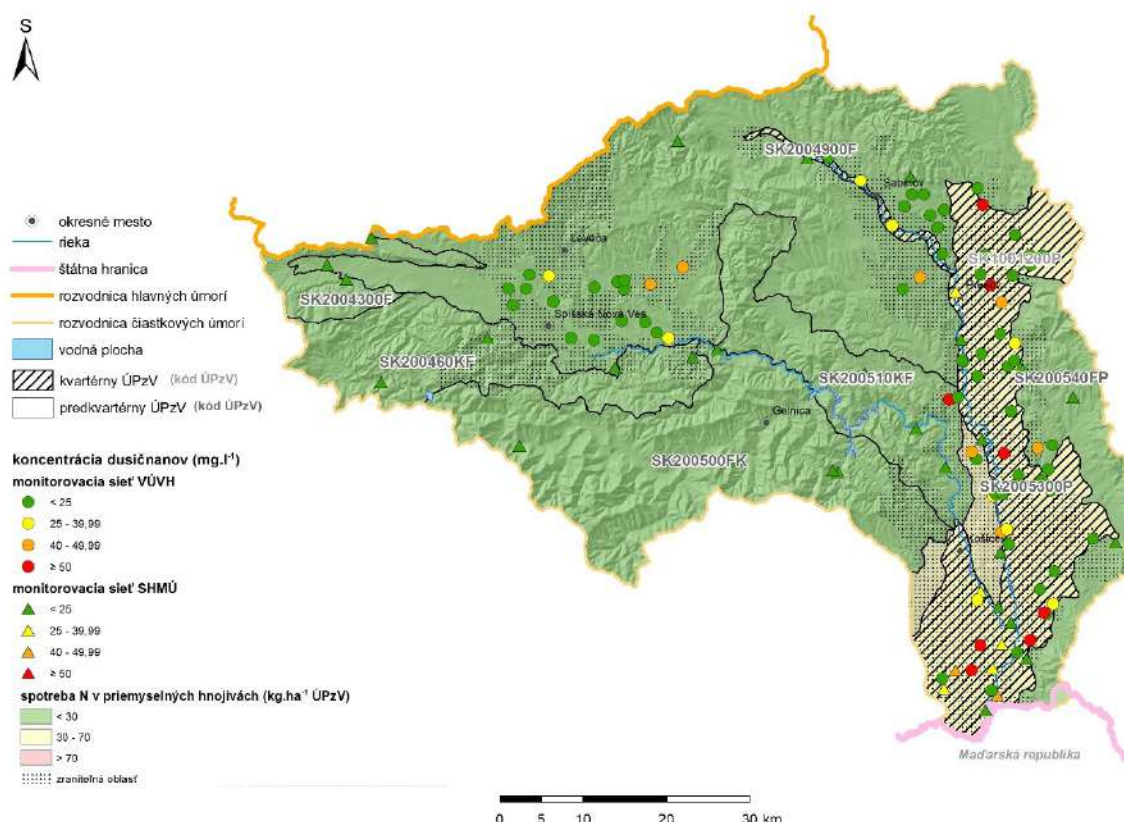 S
okresné mesto
rieka
štátna hranica
rozvodnica hlavných úmorí
rozvodnica čiastkových úmorí
vodná plocha
kvartérny ÚPzV (kód ÚPzV)
predkvartérny ÚPzV (kód ÚPzV)
koncentrácia dusičnanov (mg.l⁻¹)
monitorovacia sieť VÚVH
< 25
25 - 39,99
40 - 49,99
≥ 50
monitorovacia sieť SHMÚ
< 25
25 - 39,99
40 - 49,99
≥ 50
spotreba N v priemyselných hnojivách (kg.ha⁻¹ ÚPzV)
< 30
30 - 70
> 70
zraniteľná oblasť
SK2004900F
Sabinov
SK1001200P
Levoča
SK2004300F
Spišská Nová Ves
SK200460KF
SK200510KF
SK200540FP
Gelnica
SK200500FK
SK2005300P
Košice
Maďarská republika
0 5 10 20 30 km